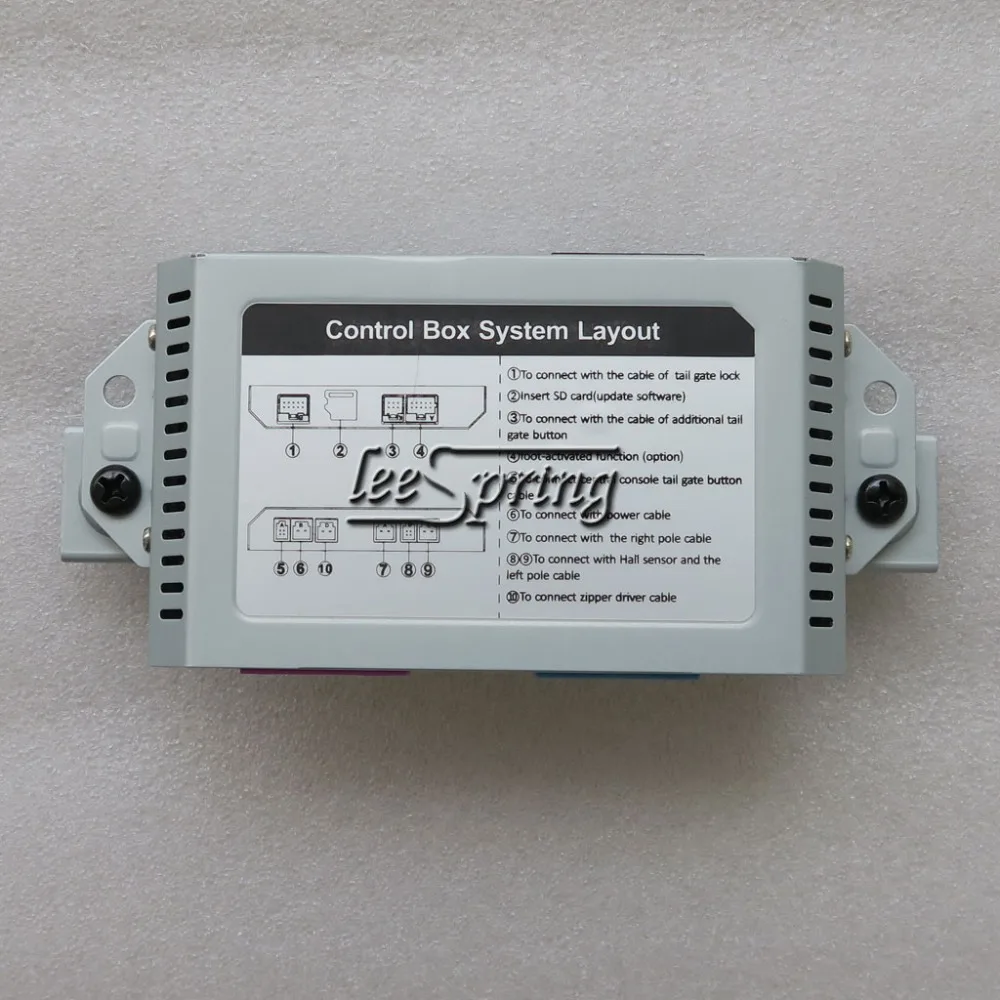 Control Box System Layout
① ② ③ ④
A B D
⑤ ⑥ ⑩ ⑦ ⑧ ⑨
①To connect with the cable of tail gate lock
②Insert SD card(update software)
③To connect with the cable of additional tail
gate button
④foot-activated function (option)
console tail gate button
cable
⑥To connect with power cable
⑦To connect with the right pole cable
⑧⑨To connect with Hall sensor and the
left pole cable
⑩To connect zipper driver cable
leeSpring